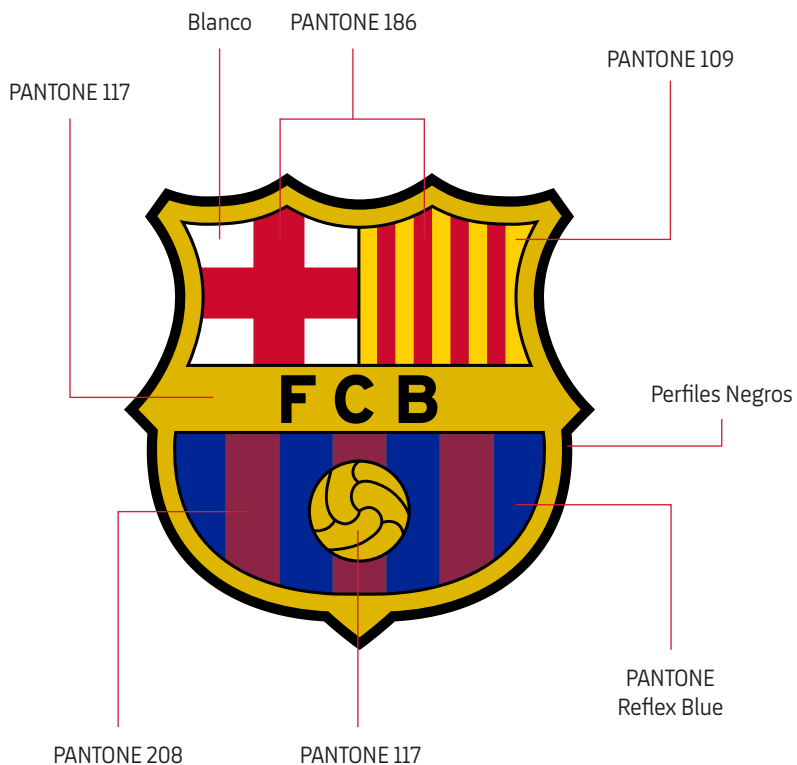 Blanco
PANTONE 186
PANTONE 109
PANTONE 117
FCB
Perfiles Negros
PANTONE
Reflex Blue
PANTONE 208
PANTONE 117